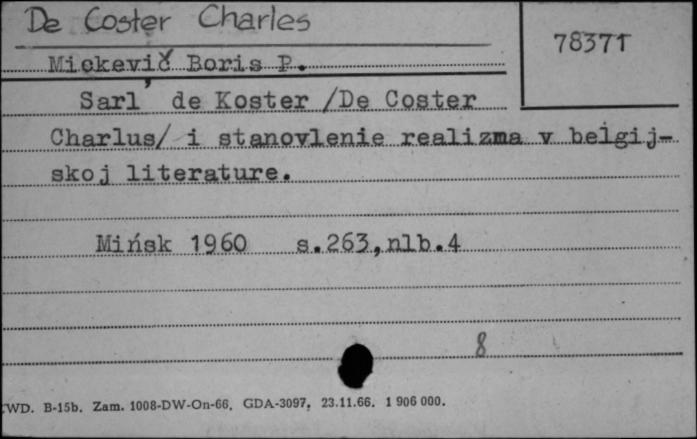 De Coster Charles
78371
Mickevič Boris P.
Sarl' de Koster /De Coster
Charlus/ i stanovlenie realizma v belgij-
skoj literature.
Mińsk 1960 s.263,nlb.4
8
WD. B-15b. Zam. 1008-DW-On-66. GDA-3097. 23.11.66. 1 906 000.